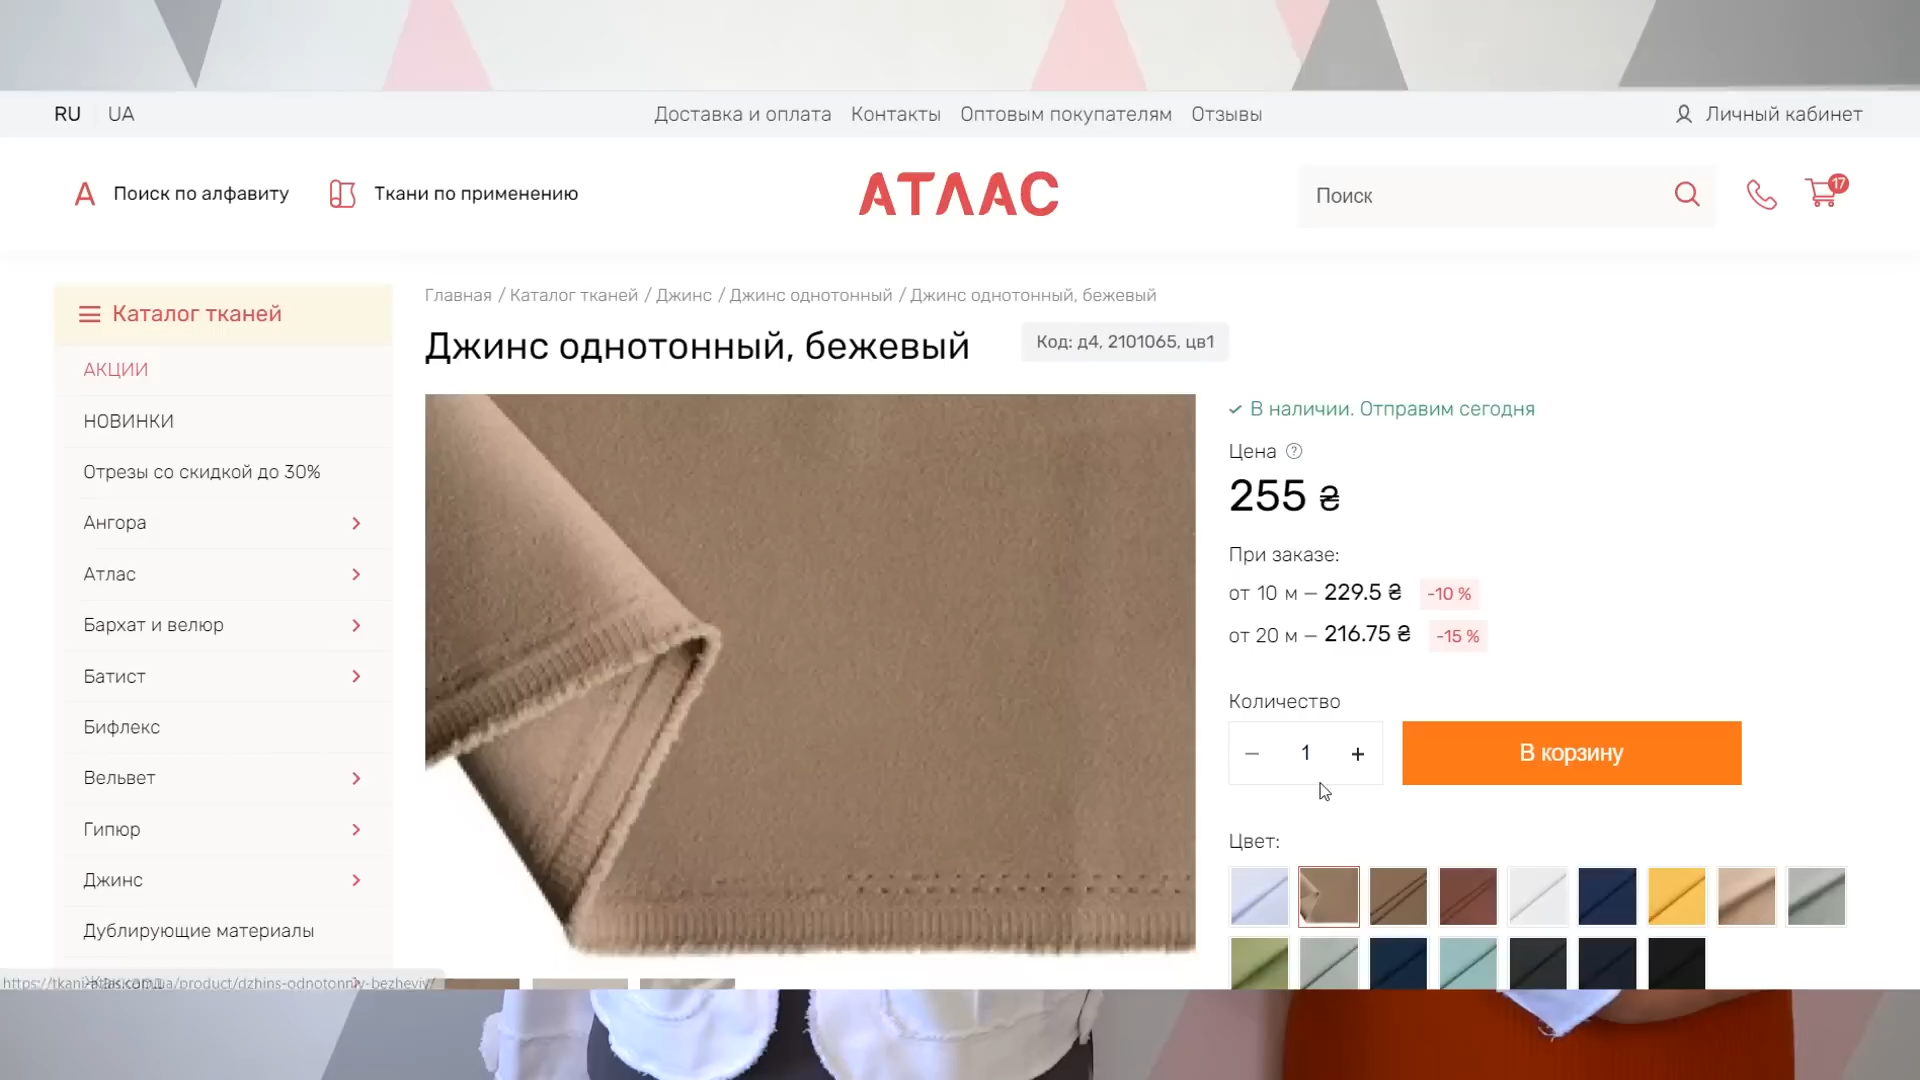 RU UA Доставка и оплата Контакты Оптовым покупателям Отзывы Личный кабинет
Поиск по алфавиту Ткани по применению АТЛАС Поиск 17
Каталог тканей
АКЦИИ
НОВИНКИ
Отрезы со скидкой до 30%
Ангора
Атлас
Бархат и велюр
Батист
Бифлекс
Вельвет
Гипюр
Джинс
Дублирующие материалы
Главная / Каталог тканей / Джинс / Джинс однотонный / Джинс однотонный, бежевый
Джинс однотонный, бежевый Код: д4, 2101065, цв1
В наличии. Отправим сегодня
Цена ?
255 ₴
При заказе:
от 10 м — 229.5 ₴ -10 %
от 20 м — 216.75 ₴ -15 %
Количество
− 1 + В корзину
Цвет: